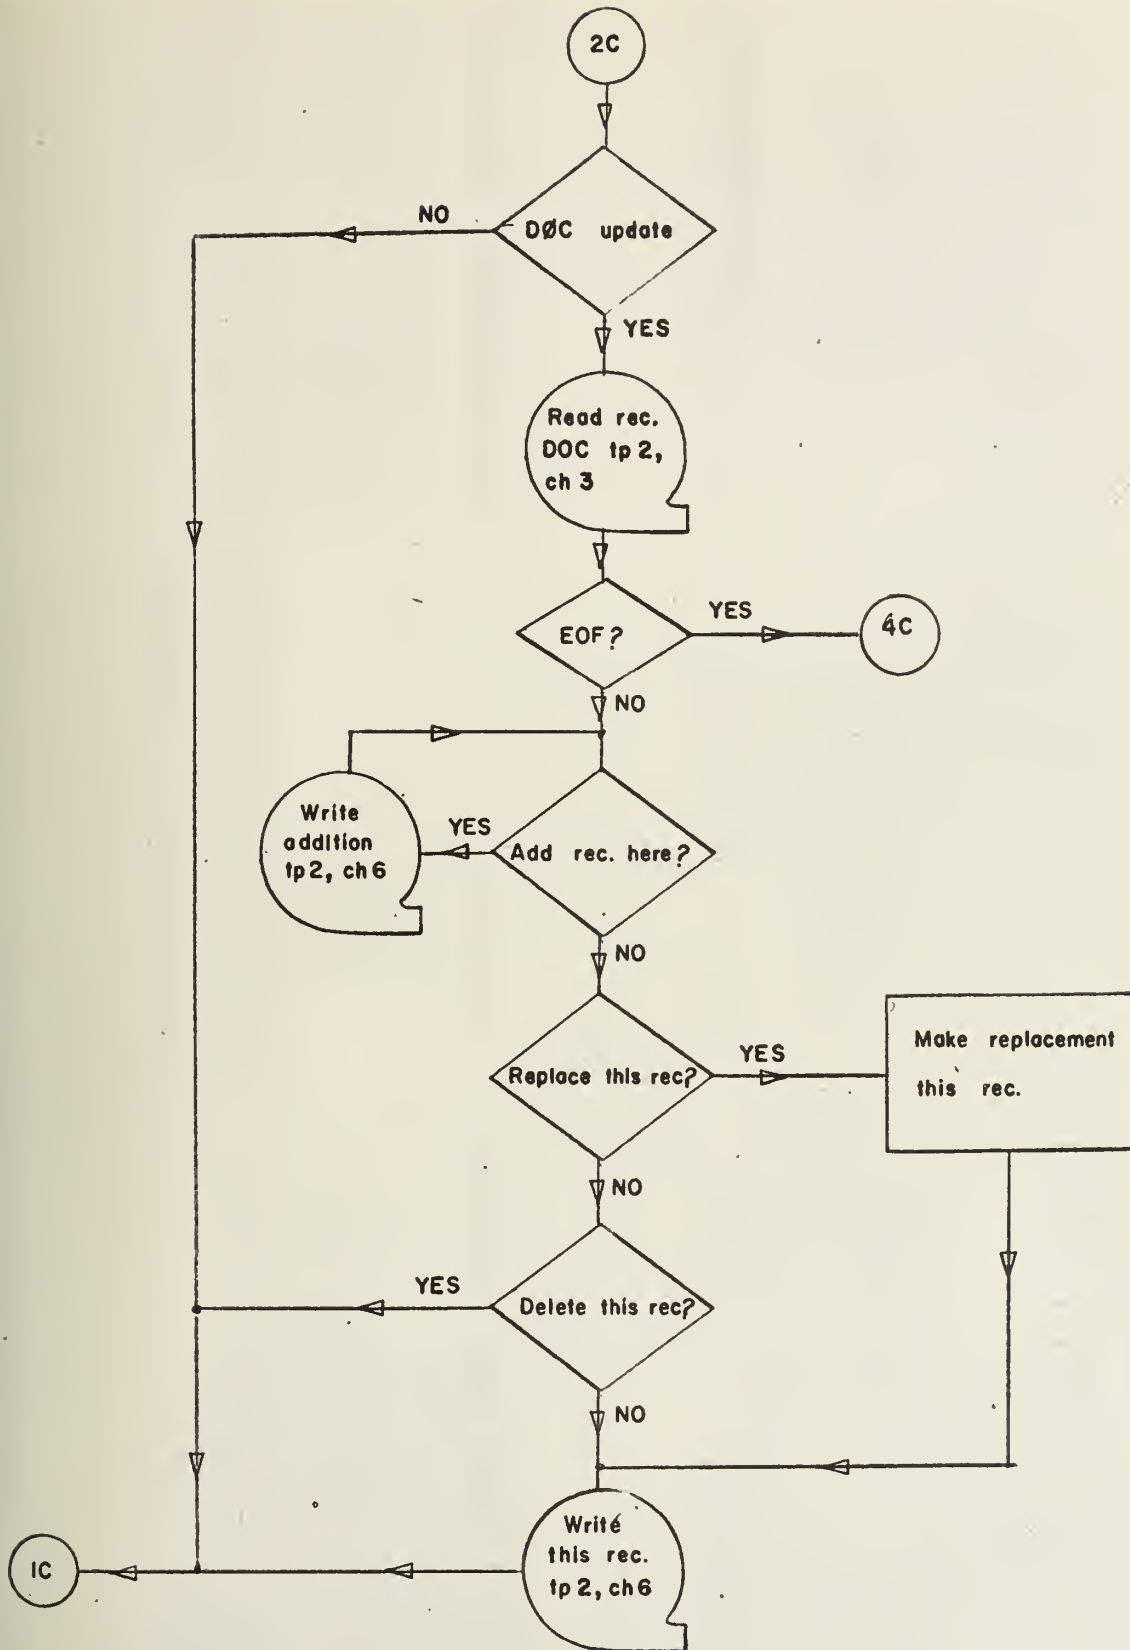 2C
NO
DØC update
YES
Read rec.
DOC tp 2,
ch 3
EOF?
YES
4C
NO
Write
addition
tp 2, ch 6
YES
Add rec. here?
NO
Replace this rec?
YES
Make replacement
this rec.
NO
YES
Delete this rec?
NO
Write
this rec.
tp 2, ch 6
1C